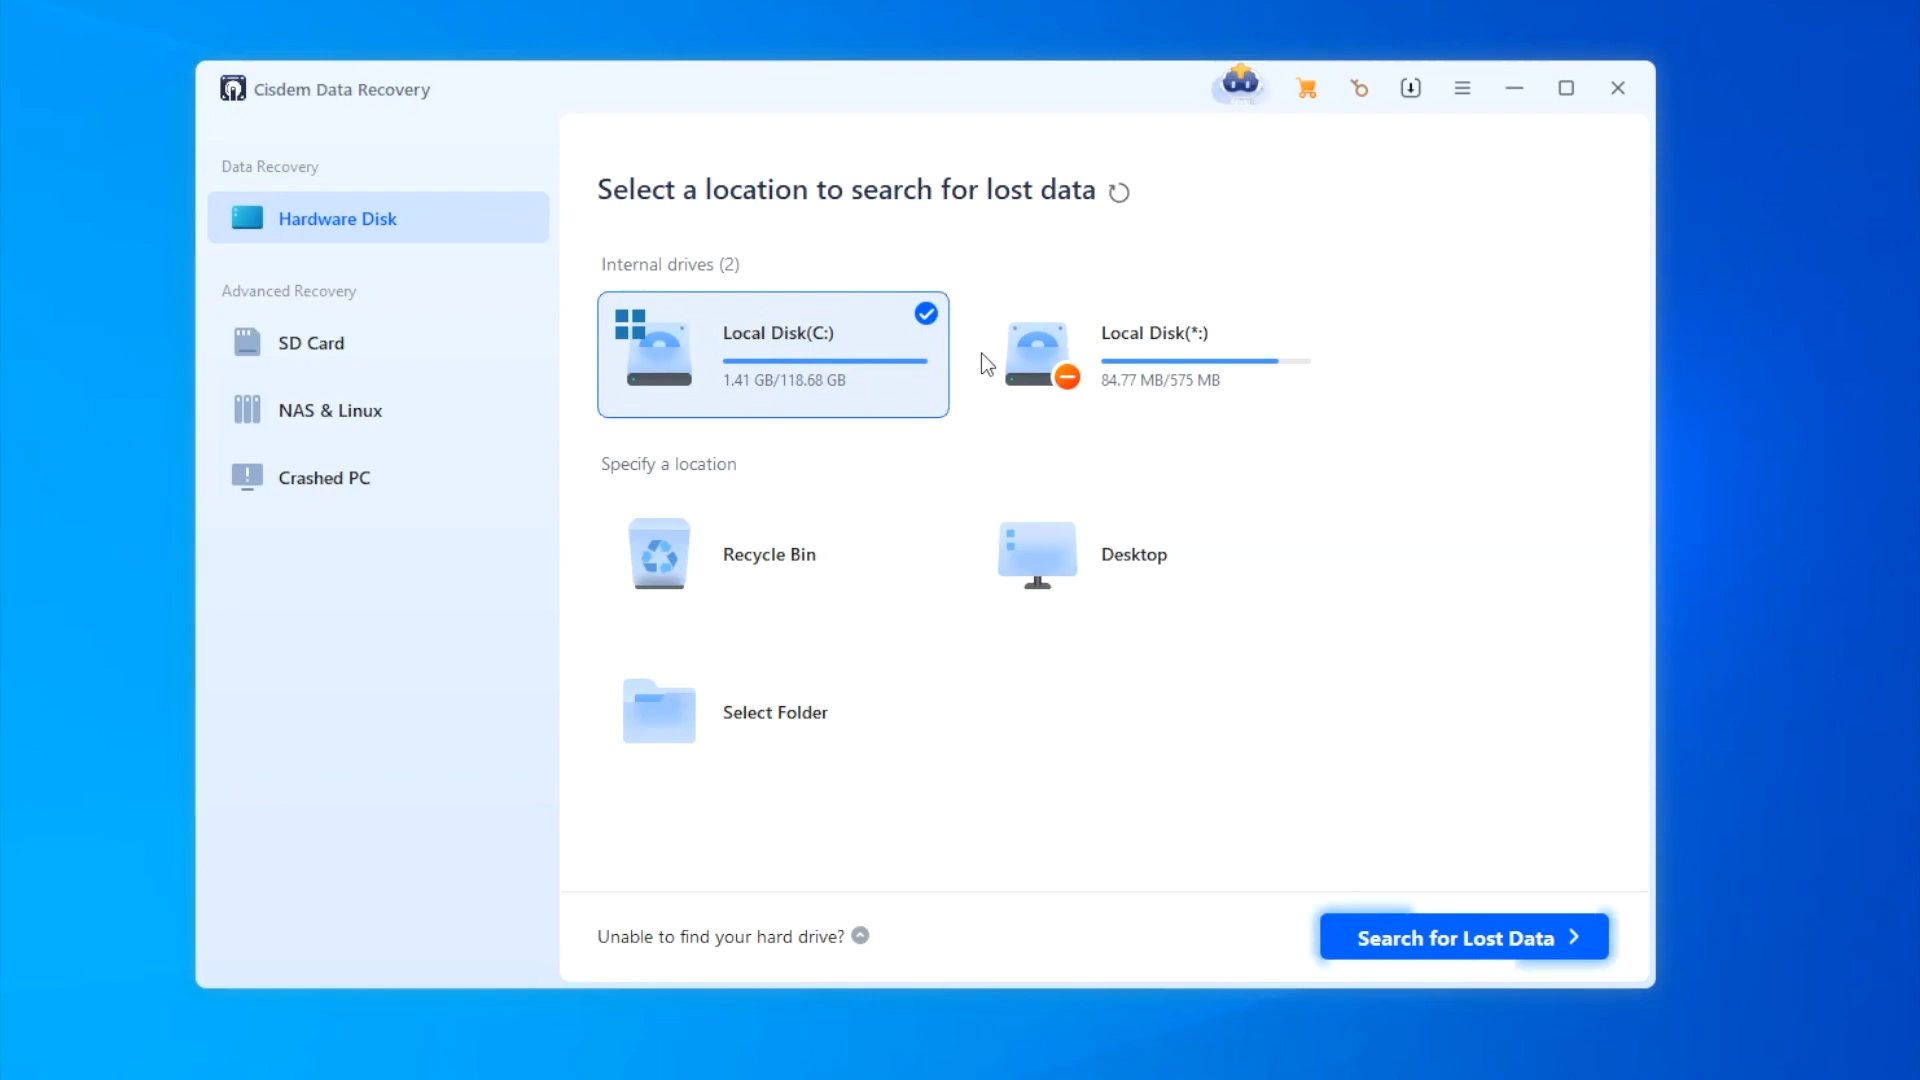 Cisdem Data Recovery
Data Recovery
Hardware Disk
Advanced Recovery
SD Card
NAS & Linux
Crashed PC
Select a location to search for lost data
Internal drives (2)
Local Disk(C:)
1.41 GB/118.68 GB
Local Disk(*:)
84.77 MB/575 MB
Specify a location
Recycle Bin
Desktop
Select Folder
Unable to find your hard drive?
Search for Lost Data